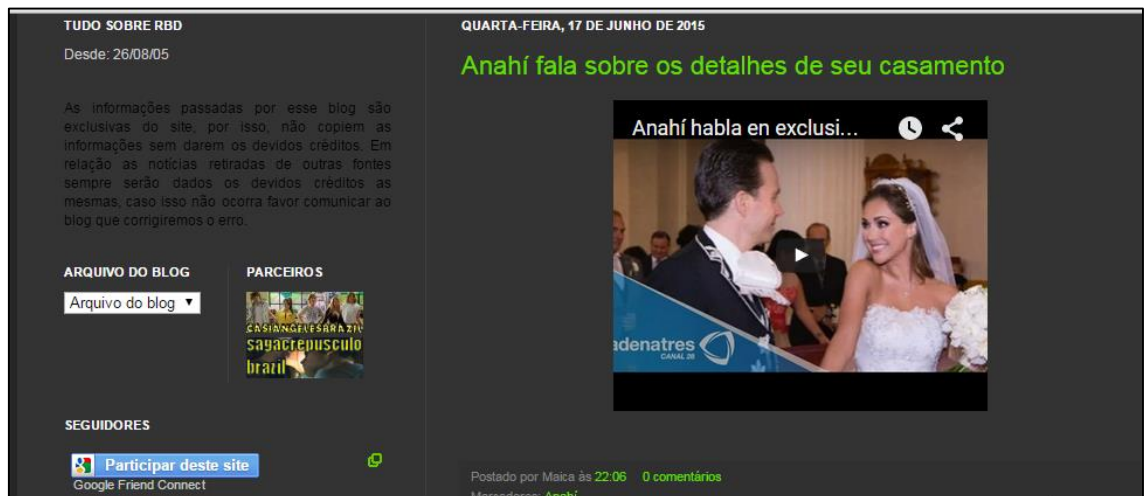 TUDO SOBRE RBD
Desde: 26/08/05
As informações passadas por esse blog são
exclusivas do site, por isso, não copiem as
informações sem darem os devidos créditos. Em
relação as notícias retiradas de outras fontes
sempre serão dados os devidos créditos as
mesmas, caso isso não ocorra favor comunicar ao
blog que corrigiremos o erro.
ARQUIVO DO BLOG
Arquivo do blog
PARCEIROS
CASIANGELESBRAZIL
sagacrepusculo
brazil
SEGUIDORES
Participar deste site
Google Friend Connect
QUARTA-FEIRA, 17 DE JUNHO DE 2015
Anahí fala sobre os detalhes de seu casamento
Anahí habla en exclusi...
adenatres
CANAL 28
Postado por Maica às 22:06 0 comentários
Marcadores: Anahí